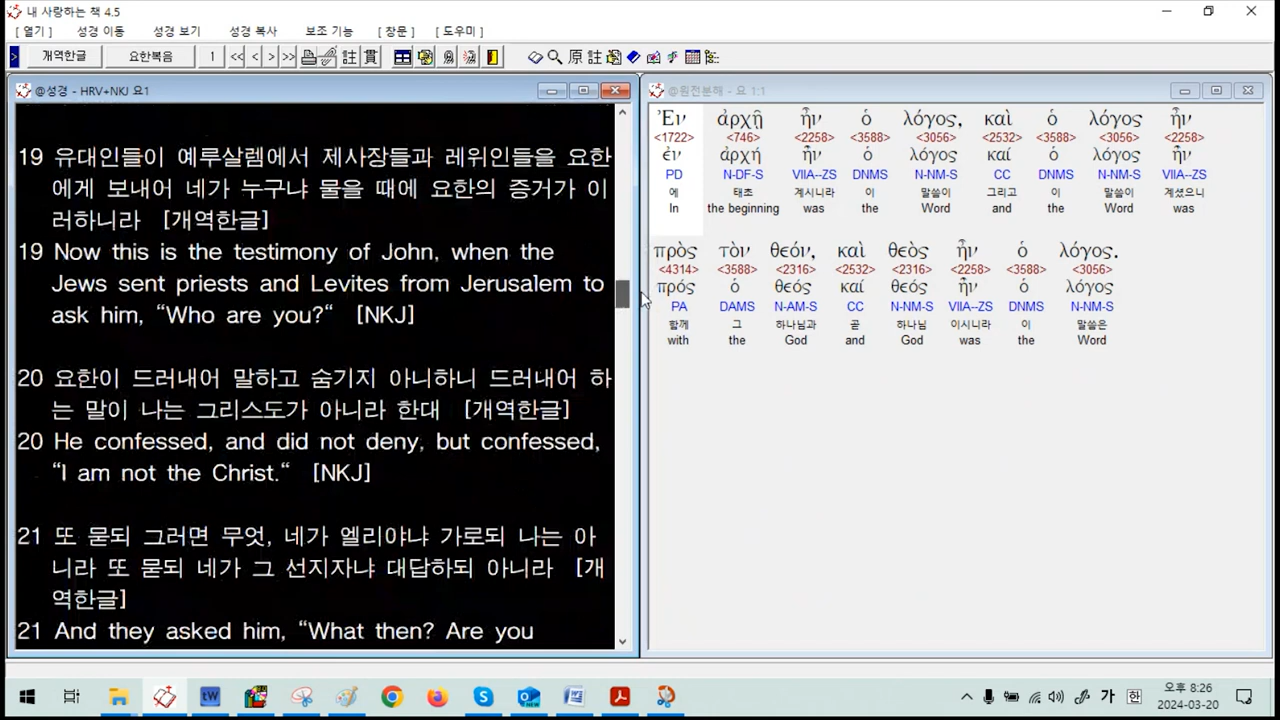 내 사랑하는 책 4.5
[ 열기 ] 성경 이동 성경 보기 성경 복사 보조 기능 [ 창문 ] [ 도우미 ]
개역한글 요한복음 1 << < > >> 註 貫 原 註
@성경 - HRV+NKJ 요1
19 유대인들이 예루살렘에서 제사장들과 레위인들을 요한
에게 보내어 네가 누구냐 물을 때에 요한의 증거가 이
러하니라 [개역한글]
19 Now this is the testimony of John, when the
Jews sent priests and Levites from Jerusalem to
ask him, “Who are you?“ [NKJ]
20 요한이 드러내어 말하고 숨기지 아니하니 드러내어 하
는 말이 나는 그리스도가 아니라 한대 [개역한글]
20 He confessed, and did not deny, but confessed,
“I am not the Christ.“ [NKJ]
21 또 묻되 그러면 무엇, 네가 엘리야냐 가로되 나는 아
니라 또 묻되 네가 그 선지자냐 대답하되 아니라 [개
역한글]
21 And they asked him, “What then? Are you
@원전분해 - 요 1:1
Ἐν ἀρχῇ ἦν ὁ λόγος, καὶ ὁ λόγος ἦν
<1722> <746> <2258> <3588> <3056> <2532> <3588> <3056> <2258>
ἐν ἀρχή ἦν ὁ λόγος καί ὁ λόγος ἦν
PD N-DF-S VIIA--ZS DNMS N-NM-S CC DNMS N-NM-S VIIA--ZS
에 태초 계시니라 이 말씀이 그리고 이 말씀이 계셨으니
In the beginning was the Word and the Word was
πρὸς τὸν θεόν, καὶ θεὸς ἦν ὁ λόγος.
<4314> <3588> <2316> <2532> <2316> <2258> <3588> <3056>
πρός ὁ θεός καί θεός ἦν ὁ λόγος
PA DAMS N-AM-S CC N-NM-S VIIA--ZS DNMS N-NM-S
함께 그 하나님과 곧 하나님 이시니라 이 말씀은
with the God and God was the Word
tW 가 한 오후 8:26
2024-03-20